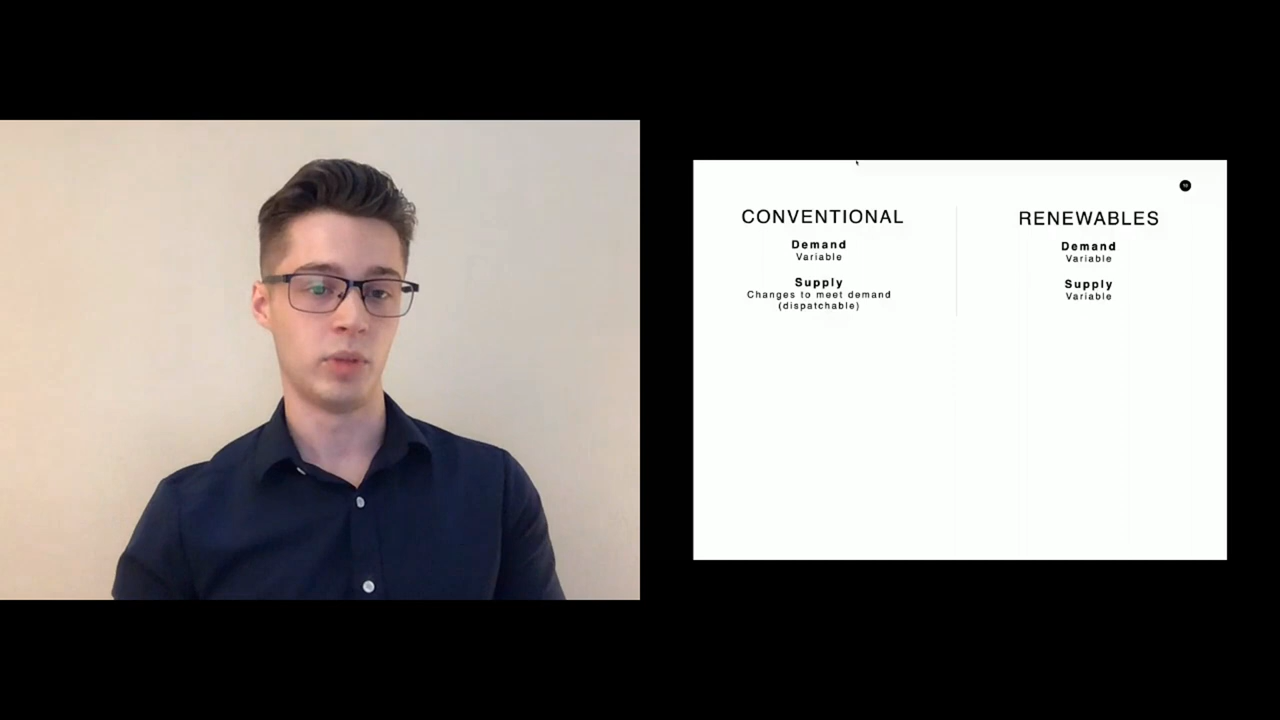 CONVENTIONAL
Demand
Variable
Supply
Changes to meet demand
(dispatchable)
RENEWABLES
Demand
Variable
Supply
Variable